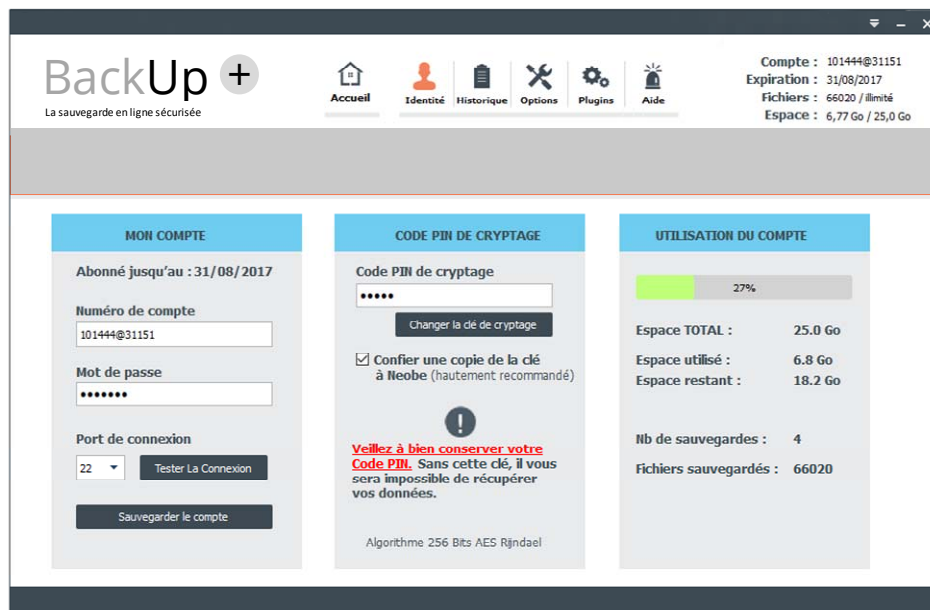 BackUp +
La sauvegarde en ligne sécurisée
Accueil
Identité
Historique
Options
Plugins
Aide
Compte : 101444@31151
Expiration : 31/08/2017
Fichiers : 66020 / illimité
Espace : 6,77 Go / 25,0 Go
MON COMPTE
Abonné jusqu'au : 31/08/2017
Numéro de compte
101444@31151
Mot de passe
•••••••
Port de connexion
22
Tester La Connexion
Sauvegarder le compte
CODE PIN DE CRYPTAGE
Code PIN de cryptage
•••••
Changer la clé de cryptage
Confier une copie de la clé
à Neobe (hautement recommandé)
Veillez à bien conserver votre
Code PIN. Sans cette clé, il vous
sera impossible de récupérer
vos données.
Algorithme 256 Bits AES Rijndael
UTILISATION DU COMPTE
27%
Espace TOTAL : 25.0 Go
Espace utilisé : 6.8 Go
Espace restant : 18.2 Go
Nb de sauvegardes : 4
Fichiers sauvegardés : 66020